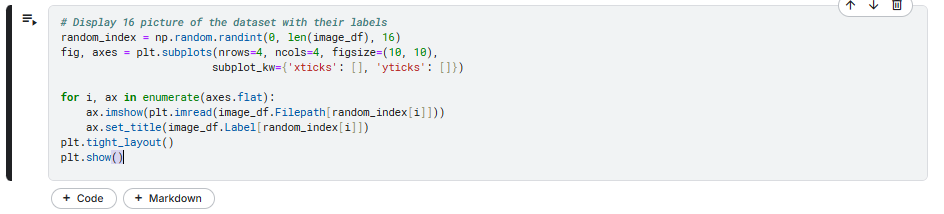 # Display 16 picture of the dataset with their labels
random_index = np.random.randint(0, len(image_df), 16)
fig, axes = plt.subplots(nrows=4, ncols=4, figsize=(10, 10),
                        subplot_kw={'xticks': [], 'yticks': []})

for i, ax in enumerate(axes.flat):
    ax.imshow(plt.imread(image_df.Filepath[random_index[i]]))
    ax.set_title(image_df.Label[random_index[i]])
plt.tight_layout()
plt.show()
+ Code + Markdown